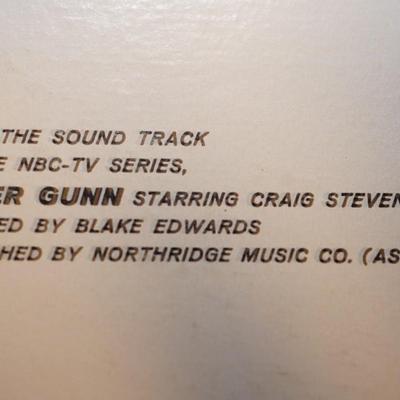 THE SOUND TRACK
E NBC-TV SERIES,
ER GUNN STARRING CRAIG STEVEN
ED BY BLAKE EDWARDS
HED BY NORTHRIDGE MUSIC CO. (AS